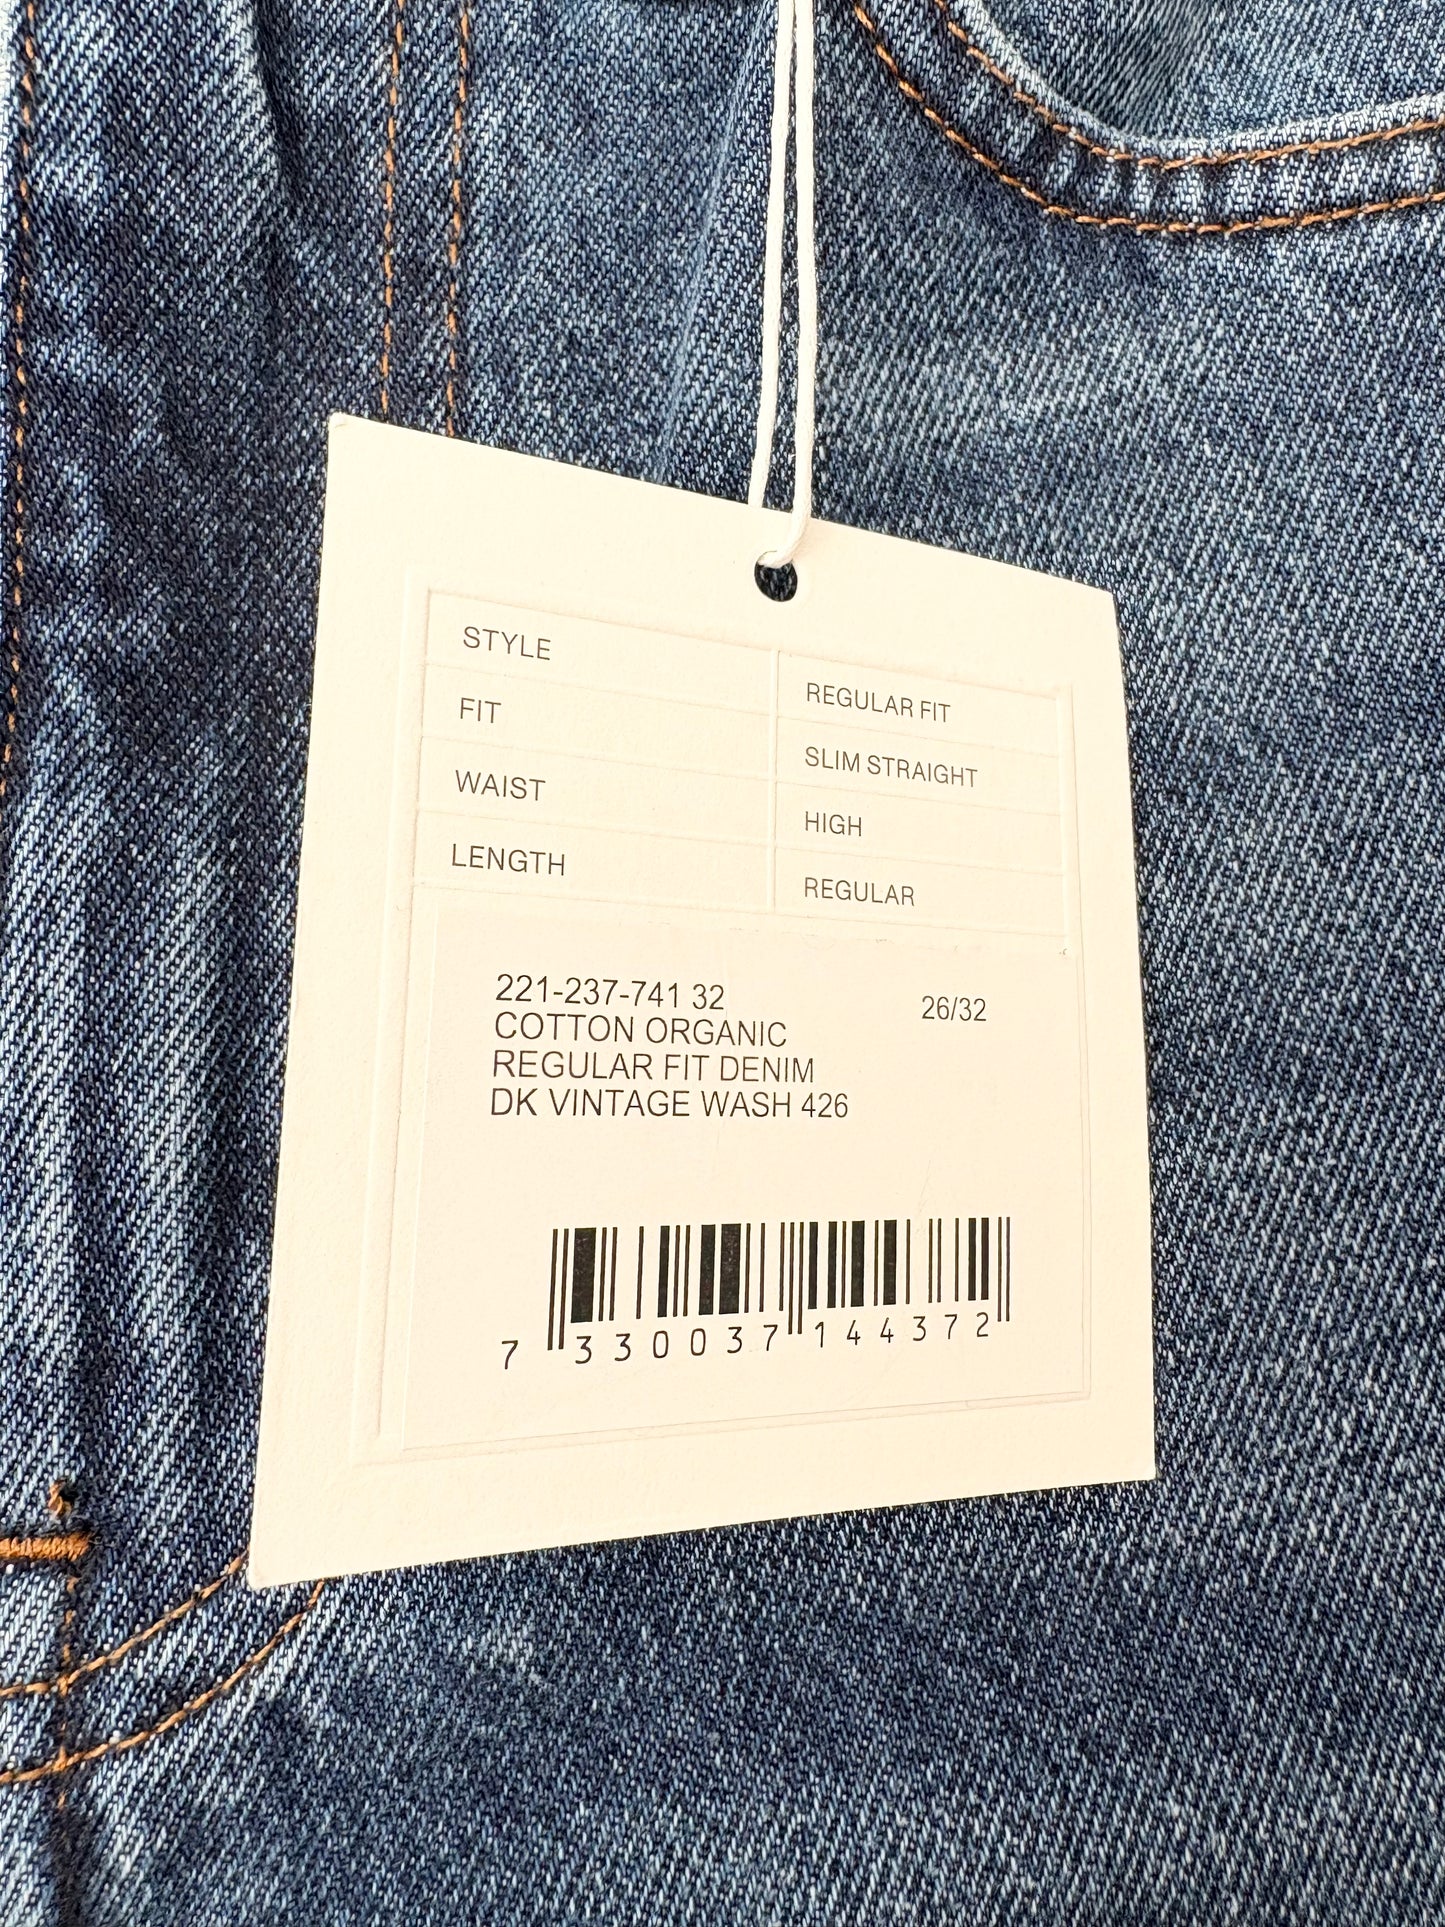 STYLE REGULAR FIT
FIT SLIM STRAIGHT
WAIST HIGH
LENGTH REGULAR
221-237-741 32 26/32
COTTON ORGANIC
REGULAR FIT DENIM
DK VINTAGE WASH 426
7 330037 144372